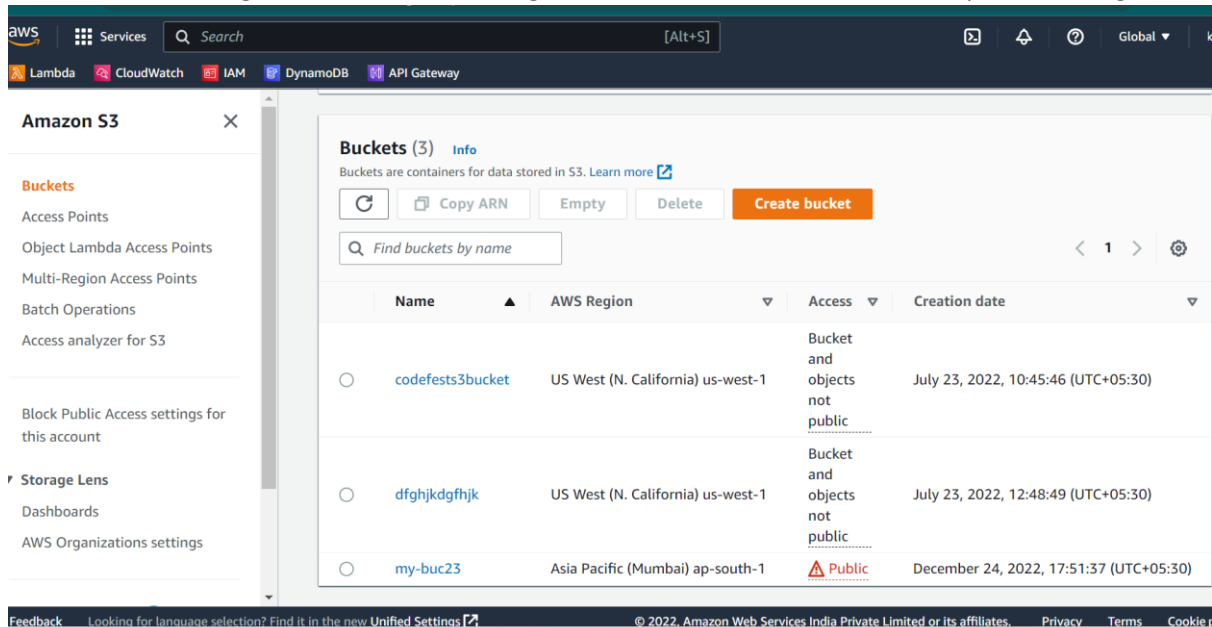 aws
Services
Search [Alt+S]
Global
Lambda CloudWatch IAM DynamoDB API Gateway
Amazon S3
Buckets
Access Points
Object Lambda Access Points
Multi-Region Access Points
Batch Operations
Access analyzer for S3
Block Public Access settings for
this account
Storage Lens
Dashboards
AWS Organizations settings
Buckets (3) Info
Buckets are containers for data stored in S3. Learn more
Copy ARN Empty Delete Create bucket
Find buckets by name
1
Name AWS Region Access Creation date
codefests3bucket US West (N. California) us-west-1 Bucket and objects not public July 23, 2022, 10:45:46 (UTC+05:30)
dfghjkdgfhjk US West (N. California) us-west-1 Bucket and objects not public July 23, 2022, 12:48:49 (UTC+05:30)
my-buc23 Asia Pacific (Mumbai) ap-south-1 Public December 24, 2022, 17:51:37 (UTC+05:30)
Feedback Looking for language selection? Find it in the new Unified Settings © 2022, Amazon Web Services India Private Limited or its affiliates. Privacy Terms Cookie